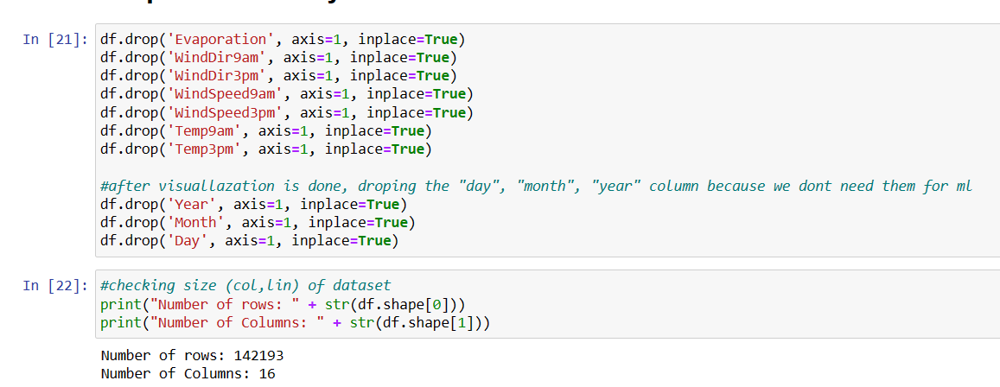 In [21]: df.drop('Evaporation', axis=1, inplace=True)
df.drop('WindDir9am', axis=1, inplace=True)
df.drop('WindDir3pm', axis=1, inplace=True)
df.drop('WindSpeed9am', axis=1, inplace=True)
df.drop('WindSpeed3pm', axis=1, inplace=True)
df.drop('Temp9am', axis=1, inplace=True)
df.drop('Temp3pm', axis=1, inplace=True)
#after visuallazation is done, droping the "day", "month", "year" column because we dont need them for ml
df.drop('Year', axis=1, inplace=True)
df.drop('Month', axis=1, inplace=True)
df.drop('Day', axis=1, inplace=True)
In [22]: #checking size (col,lin) of dataset
print("Number of rows: " + str(df.shape[0]))
print("Number of Columns: " + str(df.shape[1]))
Number of rows: 142193
Number of Columns: 16